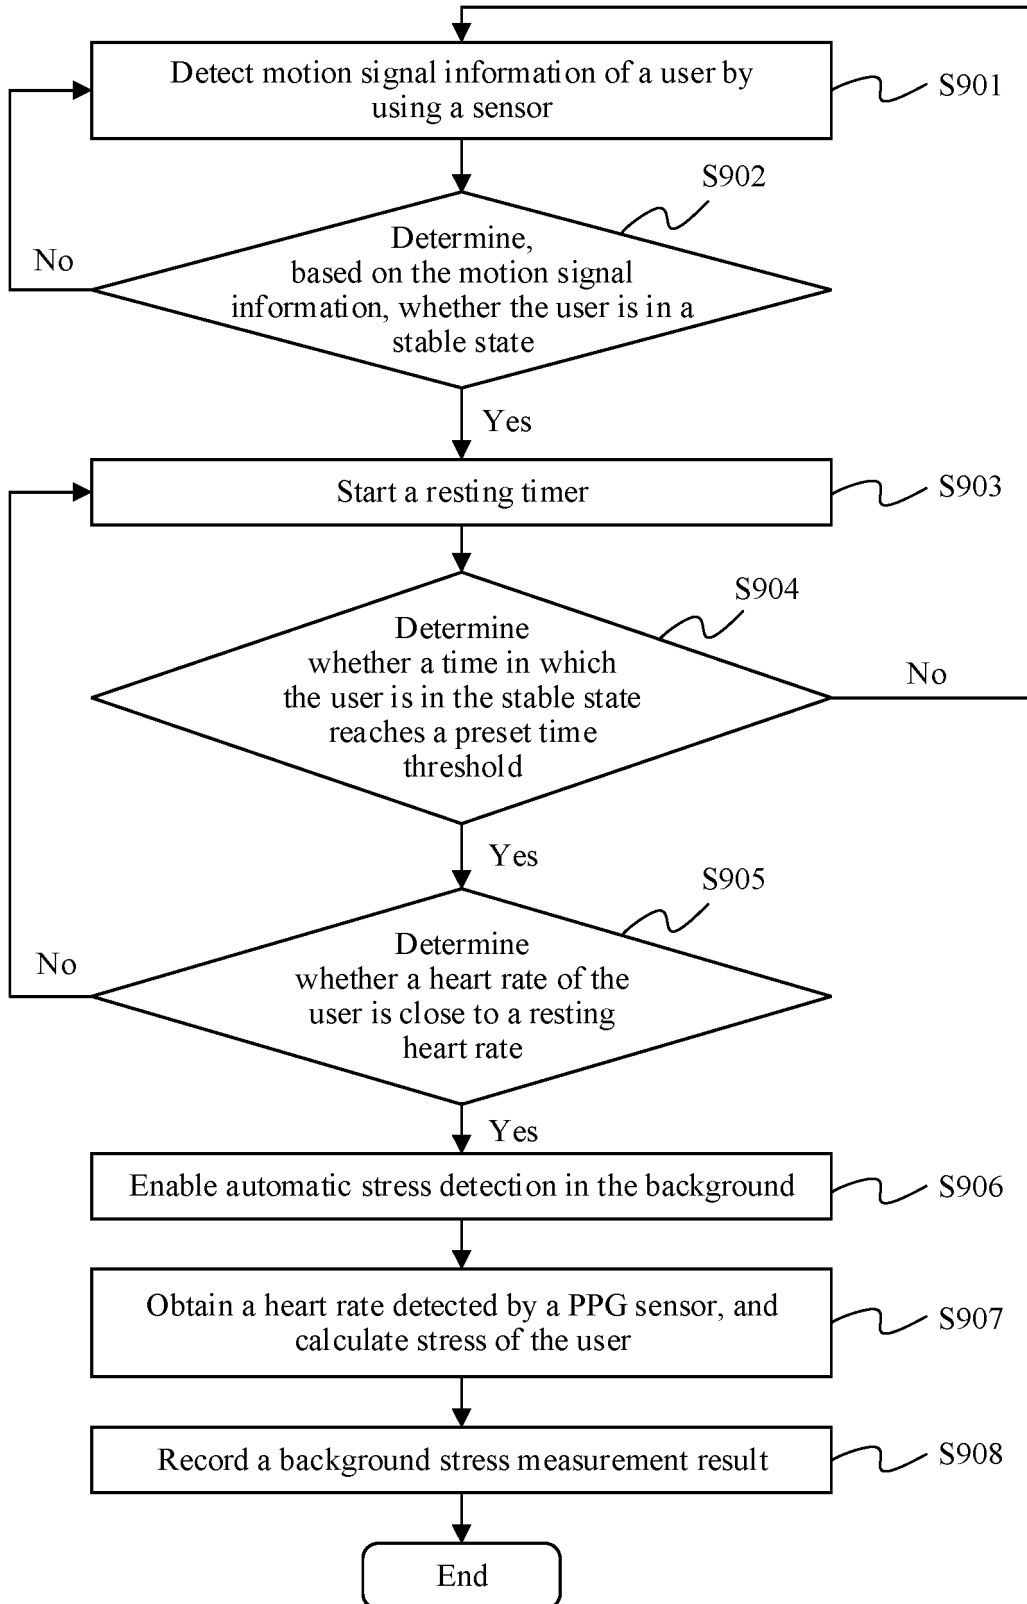 Detect motion signal information of a user by
using a sensor
S901
S902
Determine,
based on the motion signal
information, whether the user is in a
stable state
No
Yes
Start a resting timer
S903
S904
Determine
whether a time in which
the user is in the stable state
reaches a preset time
threshold
No
Yes
S905
Determine
whether a heart rate of the
user is close to a resting
heart rate
No
Yes
Enable automatic stress detection in the background
S906
Obtain a heart rate detected by a PPG sensor, and
calculate stress of the user
S907
Record a background stress measurement result
S908
End